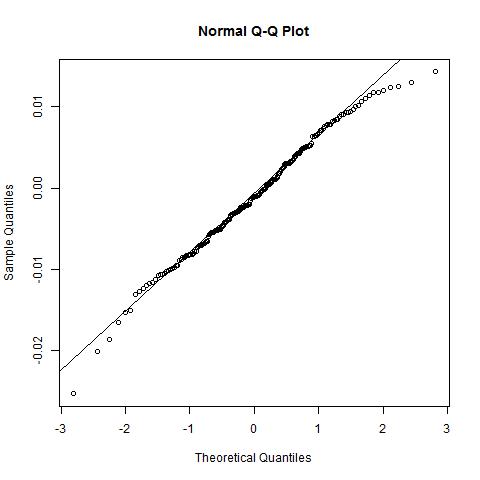 Normal Q-Q Plot
0.01
0.00
-0.01
-0.02
Sample Quantiles
-3 -2 -1 0 1 2 3
Theoretical Quantiles